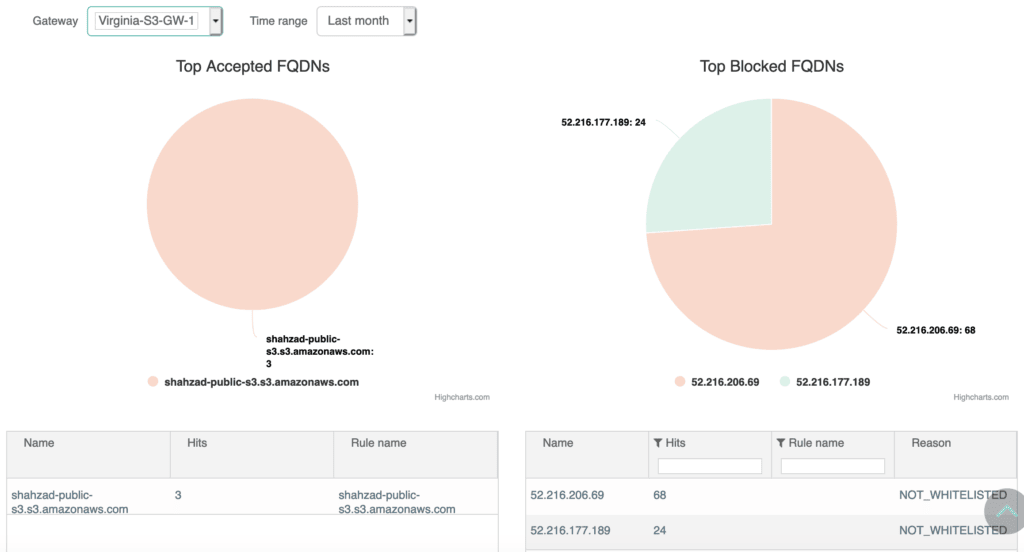 Gateway Virginia-S3-GW-1 Time range Last month
Top Accepted FQDNs
shahzad-public-
s3.s3.amazonaws.com:
3
shahzad-public-s3.s3.amazonaws.com
Highcharts.com
Top Blocked FQDNs
52.216.177.189: 24
52.216.206.69: 68
52.216.206.69 52.216.177.189
Highcharts.com
Name Hits Rule name
shahzad-public- 3 shahzad-public-
s3.s3.amazonaws.com s3.s3.amazonaws.com
Name Hits Rule name Reason
52.216.206.69 68 NOT_WHITELISTED
52.216.177.189 24 NOT_WHITELISTED